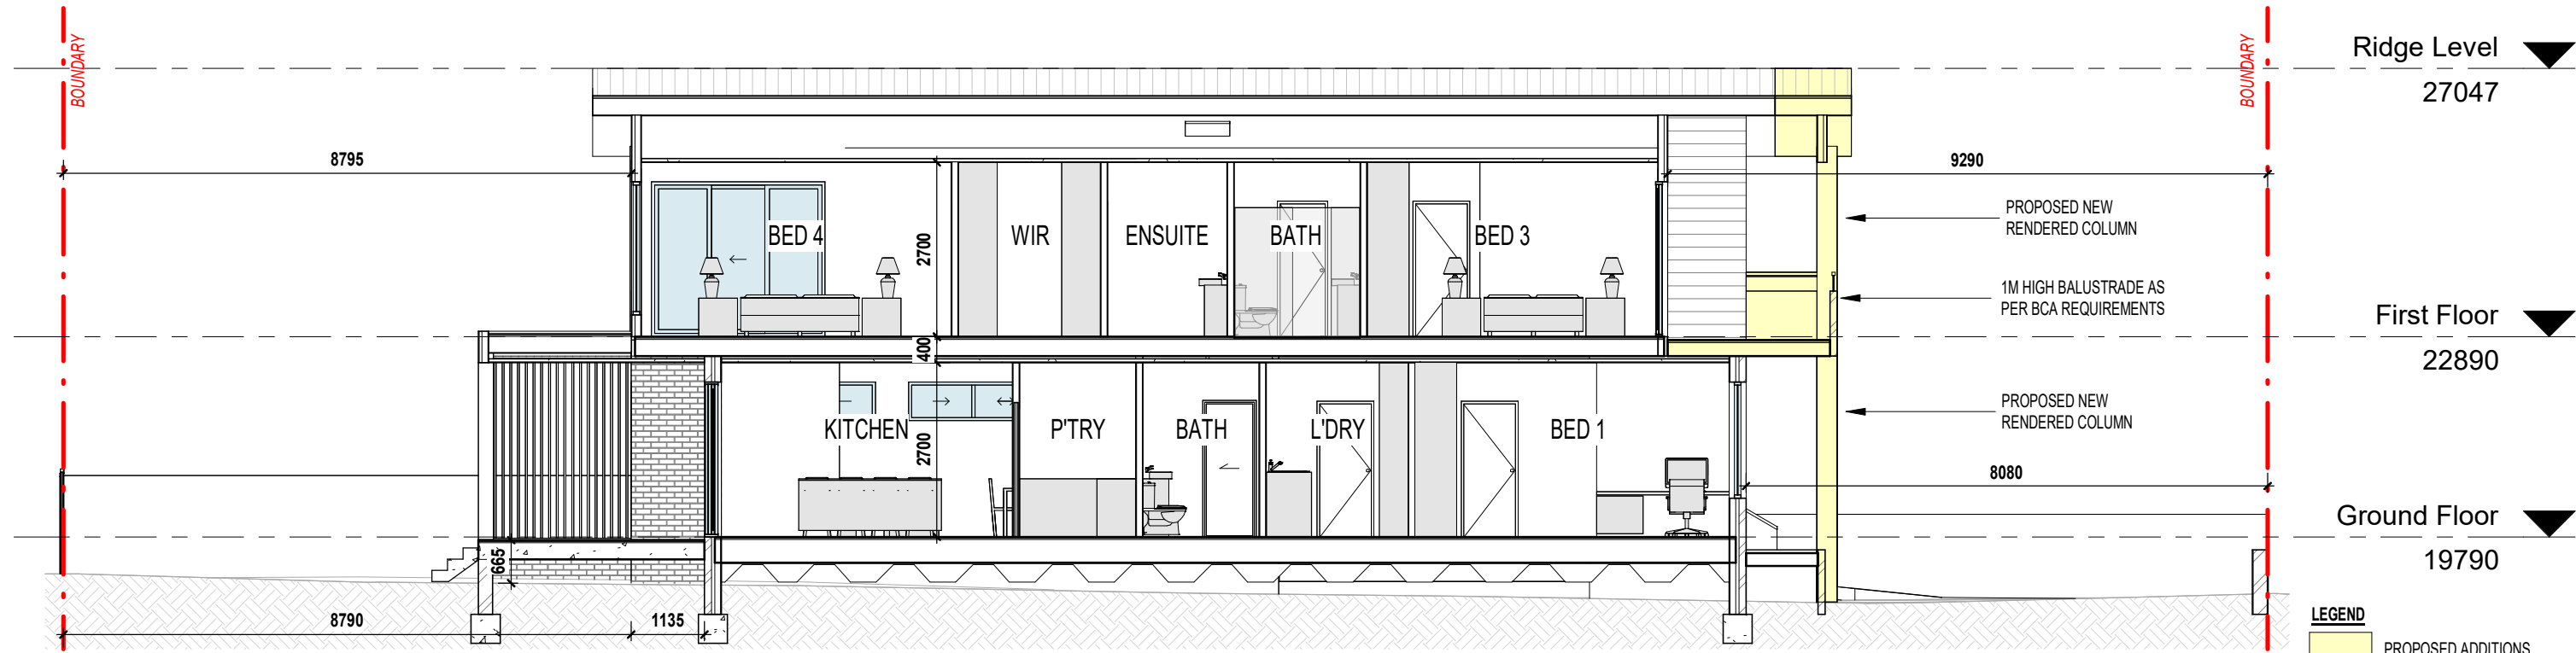 Ridge Level
27047
BOUNDARY
BOUNDARY
8795
9290
PROPOSED NEW
RENDERED COLUMN
BED 4
2700
WIR
ENSUITE
BATH
BED 3
1M HIGH BALUSTRADE AS
PER BCA REQUIREMENTS
First Floor
22890
400
PROPOSED NEW
RENDERED COLUMN
KITCHEN
2700
P'TRY
BATH
L'DRY
BED 1
8080
Ground Floor
19790
665
8790
1135
LEGEND
PROPOSED ADDITIONS